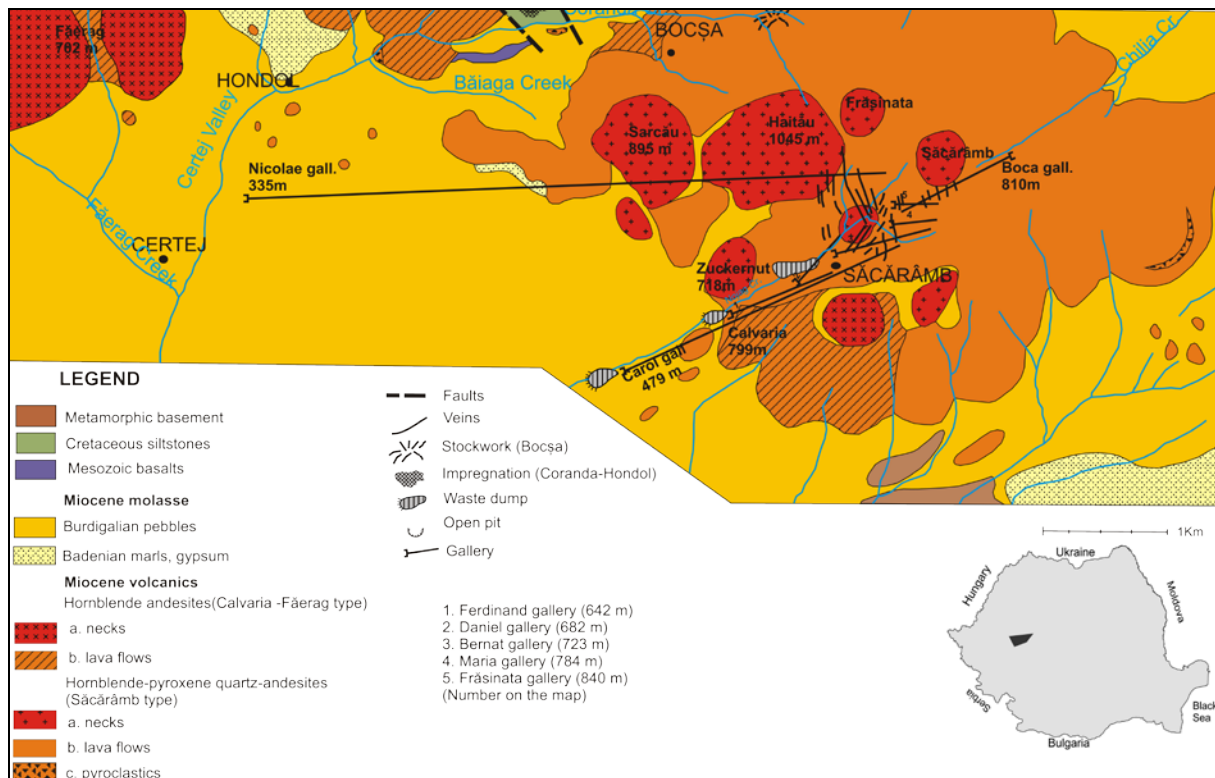 Făerag
762 m
HONDOL
BOCȘA
Băiaga Creek
Chilia Cr.
Certej Valley
Nicolae gall.
335m
Sarcău
895 m
Haitău
1045 m
Frăsinata
Săcărâmb
Boca gall.
810m
5
4
Făerag Creek
CERTEJ
Zuckernut
718m
SĂCĂRÂMB
Calvaria
799m
Carol gall
479 m
LEGEND
Metamorphic basement
Cretaceous siltstones
Mesozoic basalts
Miocene molasse
Burdigalian pebbles
Badenian marls, gypsum
Miocene volcanics
Hornblende andesites(Calvaria -Făerag type)
a. necks
b. lava flows
Hornblende-pyroxene quartz-andesites
(Săcărâmb type)
a. necks
b. lava flows
c. pyroclastics
Faults
Veins
Stockwork (Bocșa)
Impregnation (Coranda-Hondol)
Waste dump
Open pit
Gallery
1. Ferdinand gallery (642 m)
2. Daniel gallery (682 m)
3. Bernat gallery (723 m)
4. Maria gallery (784 m)
5. Frăsinata gallery (840 m)
(Number on the map)
1Km
Ukraine
Hungary
Moldova
Serbia
Black
Sea
Bulgaria